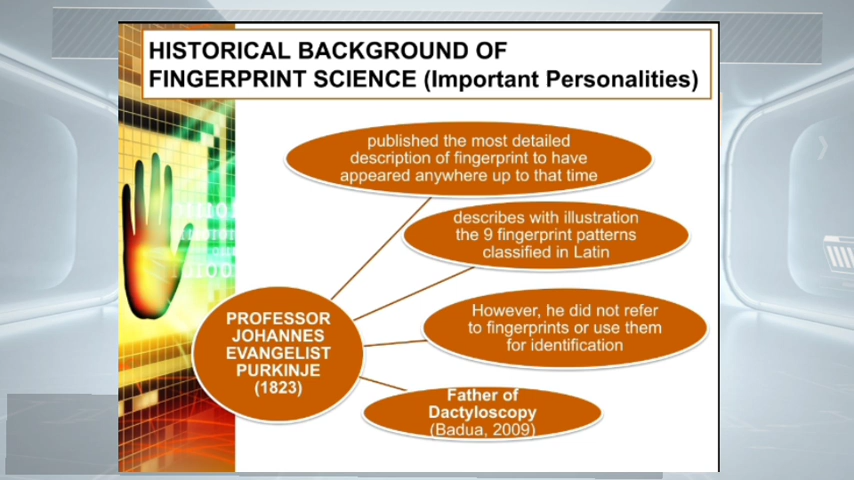 HISTORICAL BACKGROUND OF
FINGERPRINT SCIENCE (Important Personalities)
published the most detailed
description of fingerprint to have
appeared anywhere up to that time
describes with illustration
the 9 fingerprint patterns
classified in Latin
However, he did not refer
to fingerprints or use them
for identification
PROFESSOR
JOHANNES
EVANGELIST
PURKINJE
(1823)
Father of
Dactyloscopy
(Badua, 2009)